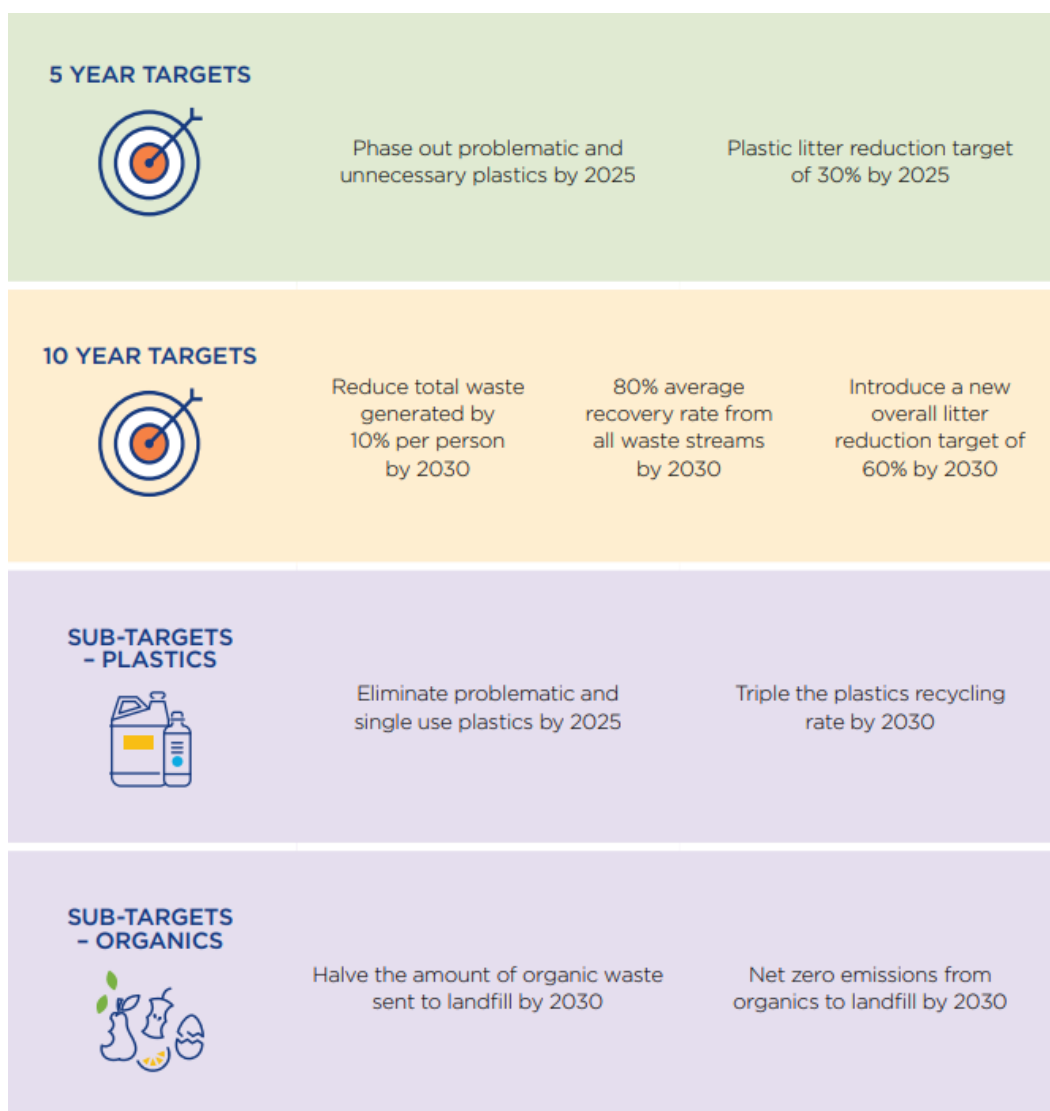 5 YEAR TARGETS
Phase out problematic and
unnecessary plastics by 2025
Plastic litter reduction target
of 30% by 2025
10 YEAR TARGETS
Reduce total waste
generated by
10% per person
by 2030
80% average
recovery rate from
all waste streams
by 2030
Introduce a new
overall litter
reduction target of
60% by 2030
SUB-TARGETS
– PLASTICS
Eliminate problematic and
single use plastics by 2025
Triple the plastics recycling
rate by 2030
SUB-TARGETS
– ORGANICS
Halve the amount of organic waste
sent to landfill by 2030
Net zero emissions from
organics to landfill by 2030